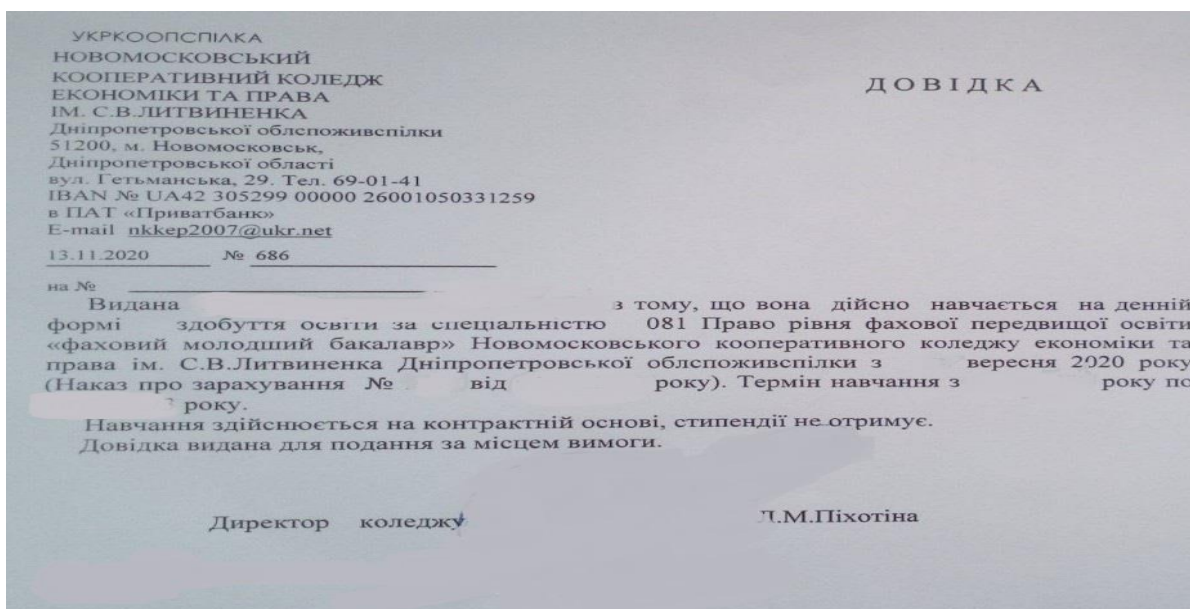 УКРКООПСПІЛКА
НОВОМОСКОВСЬКИЙ
КООПЕРАТИВНИЙ КОЛЕДЖ
ЕКОНОМІКИ ТА ПРАВА
ІМ. С.В.ЛИТВИНЕНКА
Дніпропетровської облспоживспілки
51200, м. Новомосковськ,
Дніпропетровської області
вул. Гетьманська, 29. Тел. 69-01-41
IBAN № UA42 305299 00000 26001050331259
в ПАТ «Приватбанк»
E-mail nkkep2007@ukr.net
13.11.2020 № 686
на №
ДОВІДКА
Видана з тому, що вона дійсно навчається на денній
формі здобуття освіти за спеціальністю 081 Право рівня фахової передвищої освіти
«фаховий молодший бакалавр» Новомосковського кооперативного коледжу економіки та
права ім. С.В.Литвиненка Дніпропетровської облспоживспілки з вересня 2020 року
(Наказ про зарахування № від року). Термін навчання з року по
року.
Навчання здійснюється на контрактній основі, стипендії не отримує.
Довідка видана для подання за місцем вимоги.
Директор коледжу Л.М.Піхотіна